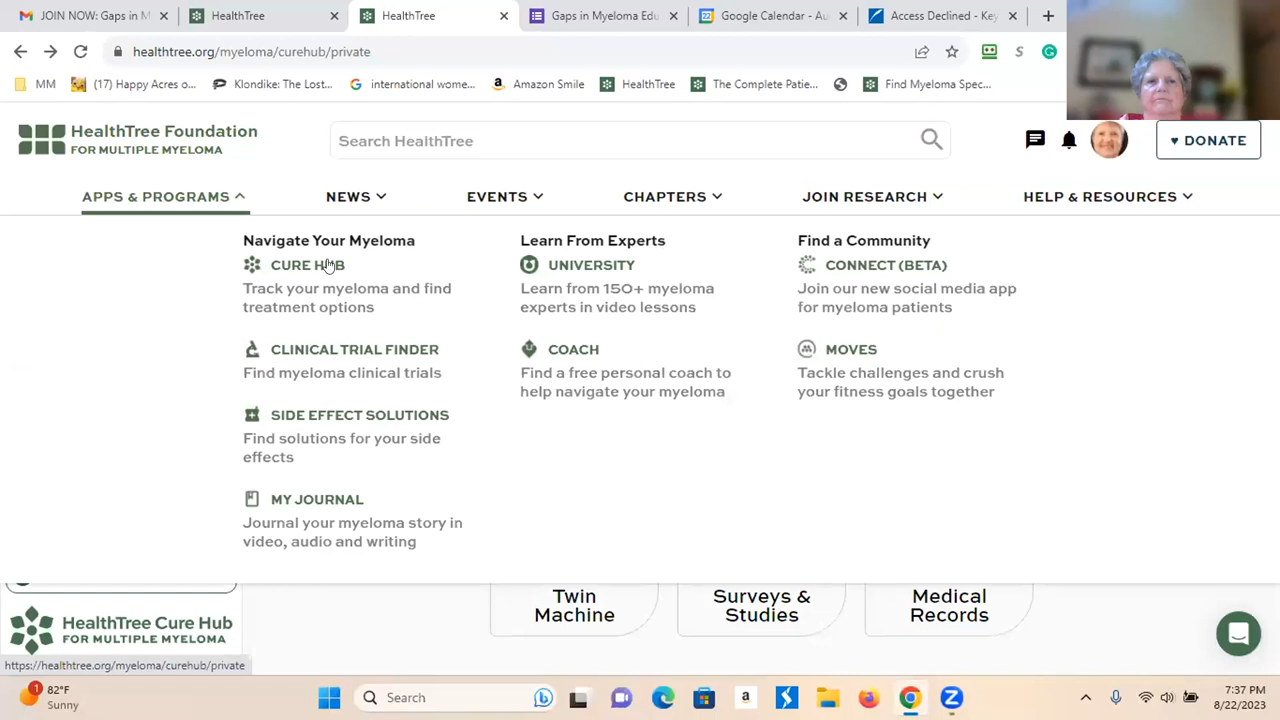 JOIN NOW: Gaps in M
HealthTree
HealthTree
Gaps in Myeloma Edu
Google Calendar - Au
Access Declined - Key
healthtree.org/myeloma/curehub/private
MM
(17) Happy Acres o...
Klondike: The Lost...
international wome...
Amazon Smile
HealthTree
The Complete Patie...
Find Myeloma Spec...
HealthTree Foundation
FOR MULTIPLE MYELOMA
Search HealthTree
♥ DONATE
APPS & PROGRAMS
NEWS
EVENTS
CHAPTERS
JOIN RESEARCH
HELP & RESOURCES
Navigate Your Myeloma
CURE HUB
Track your myeloma and find
treatment options
CLINICAL TRIAL FINDER
Find myeloma clinical trials
SIDE EFFECT SOLUTIONS
Find solutions for your side
effects
MY JOURNAL
Journal your myeloma story in
video, audio and writing
Learn From Experts
UNIVERSITY
Learn from 150+ myeloma
experts in video lessons
COACH
Find a free personal coach to
help navigate your myeloma
Find a Community
CONNECT (BETA)
Join our new social media app
for myeloma patients
MOVES
Tackle challenges and crush
your fitness goals together
Twin
Machine
Surveys &
Studies
Medical
Records
HealthTree Cure Hub
FOR MULTIPLE MYELOMA
https://healthtree.org/myeloma/curehub/private
1
82°F
Sunny
Search
7:37 PM
8/22/2023